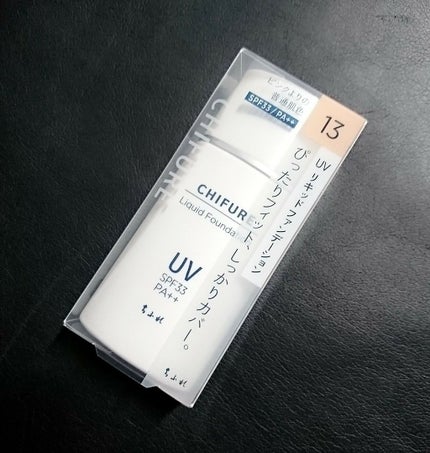 ピンクよりの
普通肌色
SPF33/PA++
13
UV リキッド ファンデーション
ぴったりフィット、しっかりカバー。
CHIFURE
CHIFURE
Liquid Founda
UV
SPF33
PA++
ちふれ
ちふれ